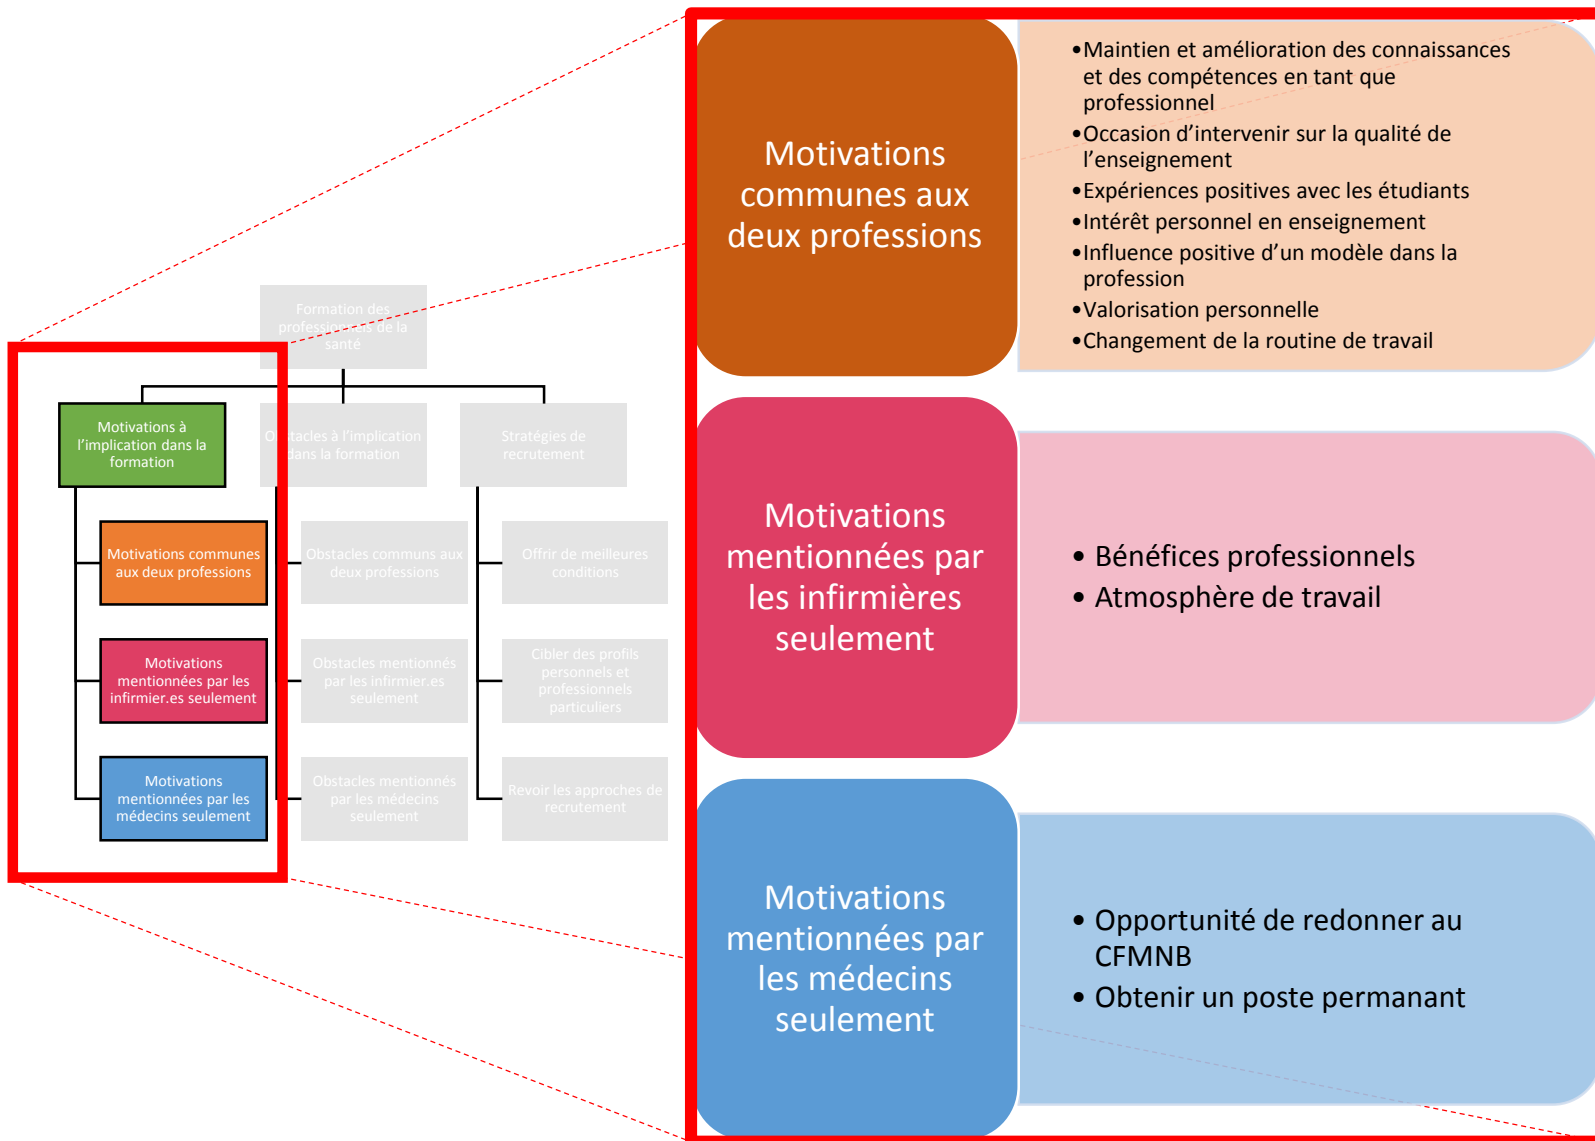 Formation des
professionnels de la
santé
Motivations à
l'implication dans la
formation
Obstacles à l'implication
dans la formation
Stratégies de
recrutement
Motivations communes
aux deux professions
Obstacles communs aux
deux professions
Offrir de meilleures
conditions
Motivations
mentionnées par les
infirmier.es seulement
Obstacles mentionnés
par les infirmier.es
seulement
Cibler des profils
personnels et
professionnels
particuliers
Motivations
mentionnées par les
médecins seulement
Obstacles mentionnés
par les médecins
seulement
Revoir les approches de
recrutement
Motivations
communes aux
deux professions
•Maintien et amélioration des connaissances
et des compétences en tant que
professionnel
•Occasion d'intervenir sur la qualité de
l'enseignement
•Expériences positives avec les étudiants
•Intérêt personnel en enseignement
•Influence positive d'un modèle dans la
profession
•Valorisation personnelle
•Changement de la routine de travail
Motivations
mentionnées par
les infirmières
seulement
• Bénéfices professionnels
• Atmosphère de travail
Motivations
mentionnées par
les médecins
seulement
• Opportunité de redonner au
CFMNB
• Obtenir un poste permanant